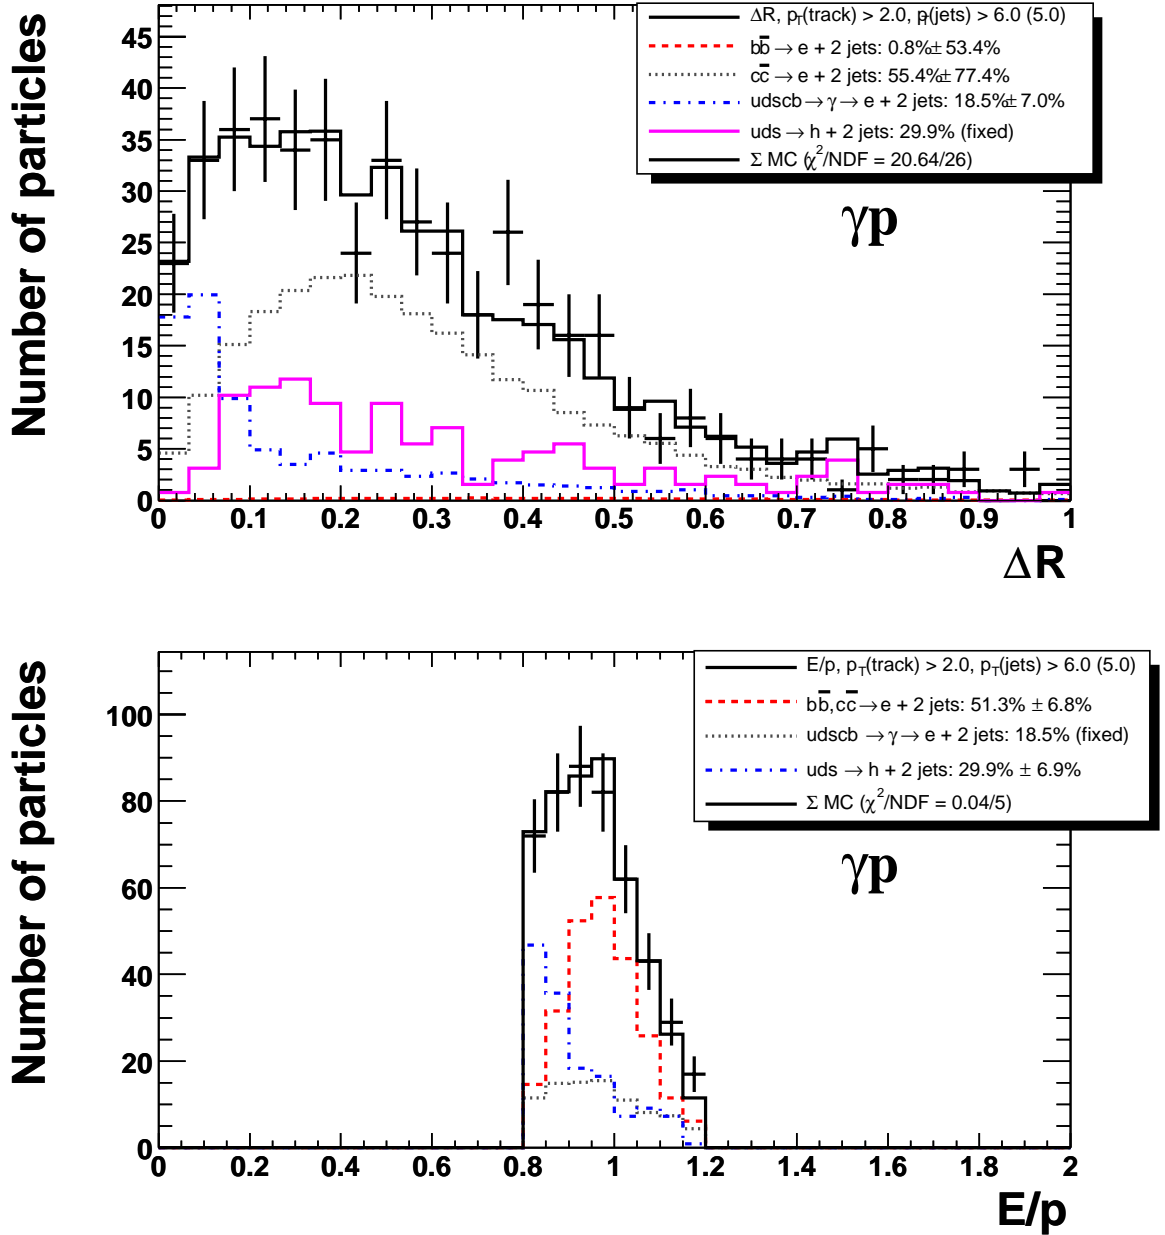 ΔR, p_T(track) > 2.0, p_T(jets) > 6.0 (5.0)
bb̅ → e + 2 jets: 0.8% ± 53.4%
cc̅ → e + 2 jets: 55.4% ± 77.4%
udscb → γ → e + 2 jets: 18.5% ± 7.0%
uds → h + 2 jets: 29.9% (fixed)
Σ MC (χ²/NDF = 20.64/26)
γp
Number of particles
45
40
35
30
25
20
15
10
5
0
0 0.1 0.2 0.3 0.4 0.5 0.6 0.7 0.8 0.9 1
ΔR
E/p, p_T(track) > 2.0, p_T(jets) > 6.0 (5.0)
bb̅,cc̅ → e + 2 jets: 51.3% ± 6.8%
udscb → γ → e + 2 jets: 18.5% (fixed)
uds → h + 2 jets: 29.9% ± 6.9%
Σ MC (χ²/NDF = 0.04/5)
γp
Number of particles
100
80
60
40
20
0
0 0.2 0.4 0.6 0.8 1 1.2 1.4 1.6 1.8 2
E/p